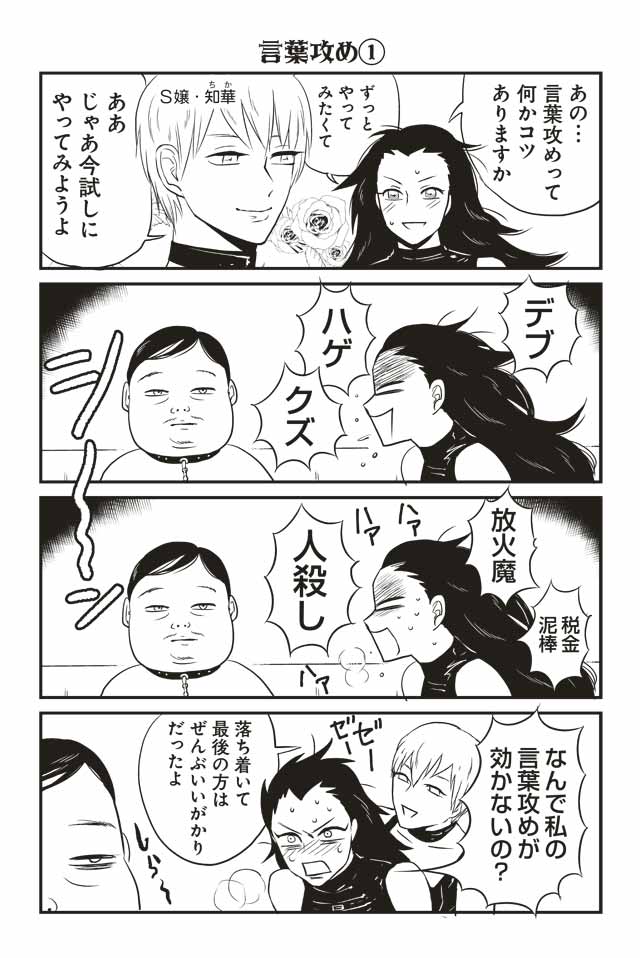 言葉攻め①
あの…
言葉攻めって
何かコツ
ありますか
ずっと
やって
みたくて
S嬢・知華
ちか
ああ
じゃあ今試しに
やってみようよ
デブ
ハゲ
クズ
シ〜〜ン
放火魔
税金
泥棒
ハァ
ハァ
人殺し
ハァ
なんで私の
言葉攻めが
効かないの？
ゼーゼー
落ち着いて
最後の方は
ぜんぶいいがかり
だったよ
しら〜